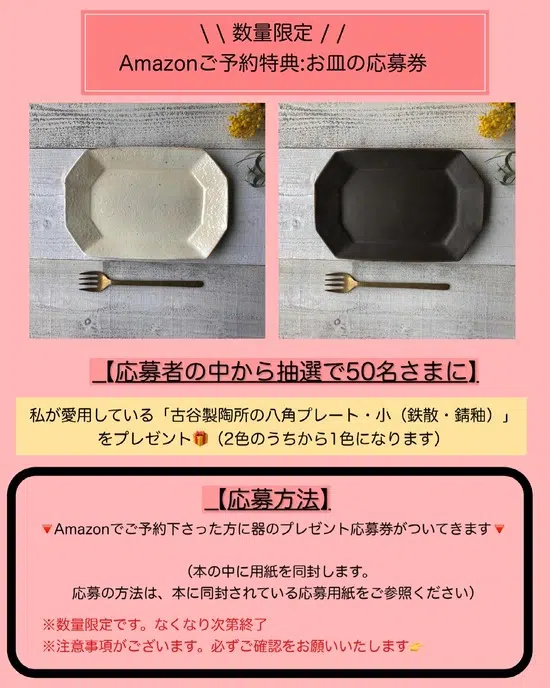 \ \ 数量限定 / /
Amazonご予約特典:お皿の応募券
【応募者の中から抽選で50名さまに】
私が愛用している「古谷製陶所の八角プレート・小（鉄散・錆釉）」
をプレゼント🎁（2色のうちから1色になります）
【応募方法】
🔻Amazonでご予約下さった方に器のプレゼント応募券がついてきます🔻
（本の中に用紙を同封します。
応募の方法は、本に同封されている応募用紙をご参照ください）
※数量限定です。なくなり次第終了
※注意事項がございます。必ずご確認をお願いいたします👉